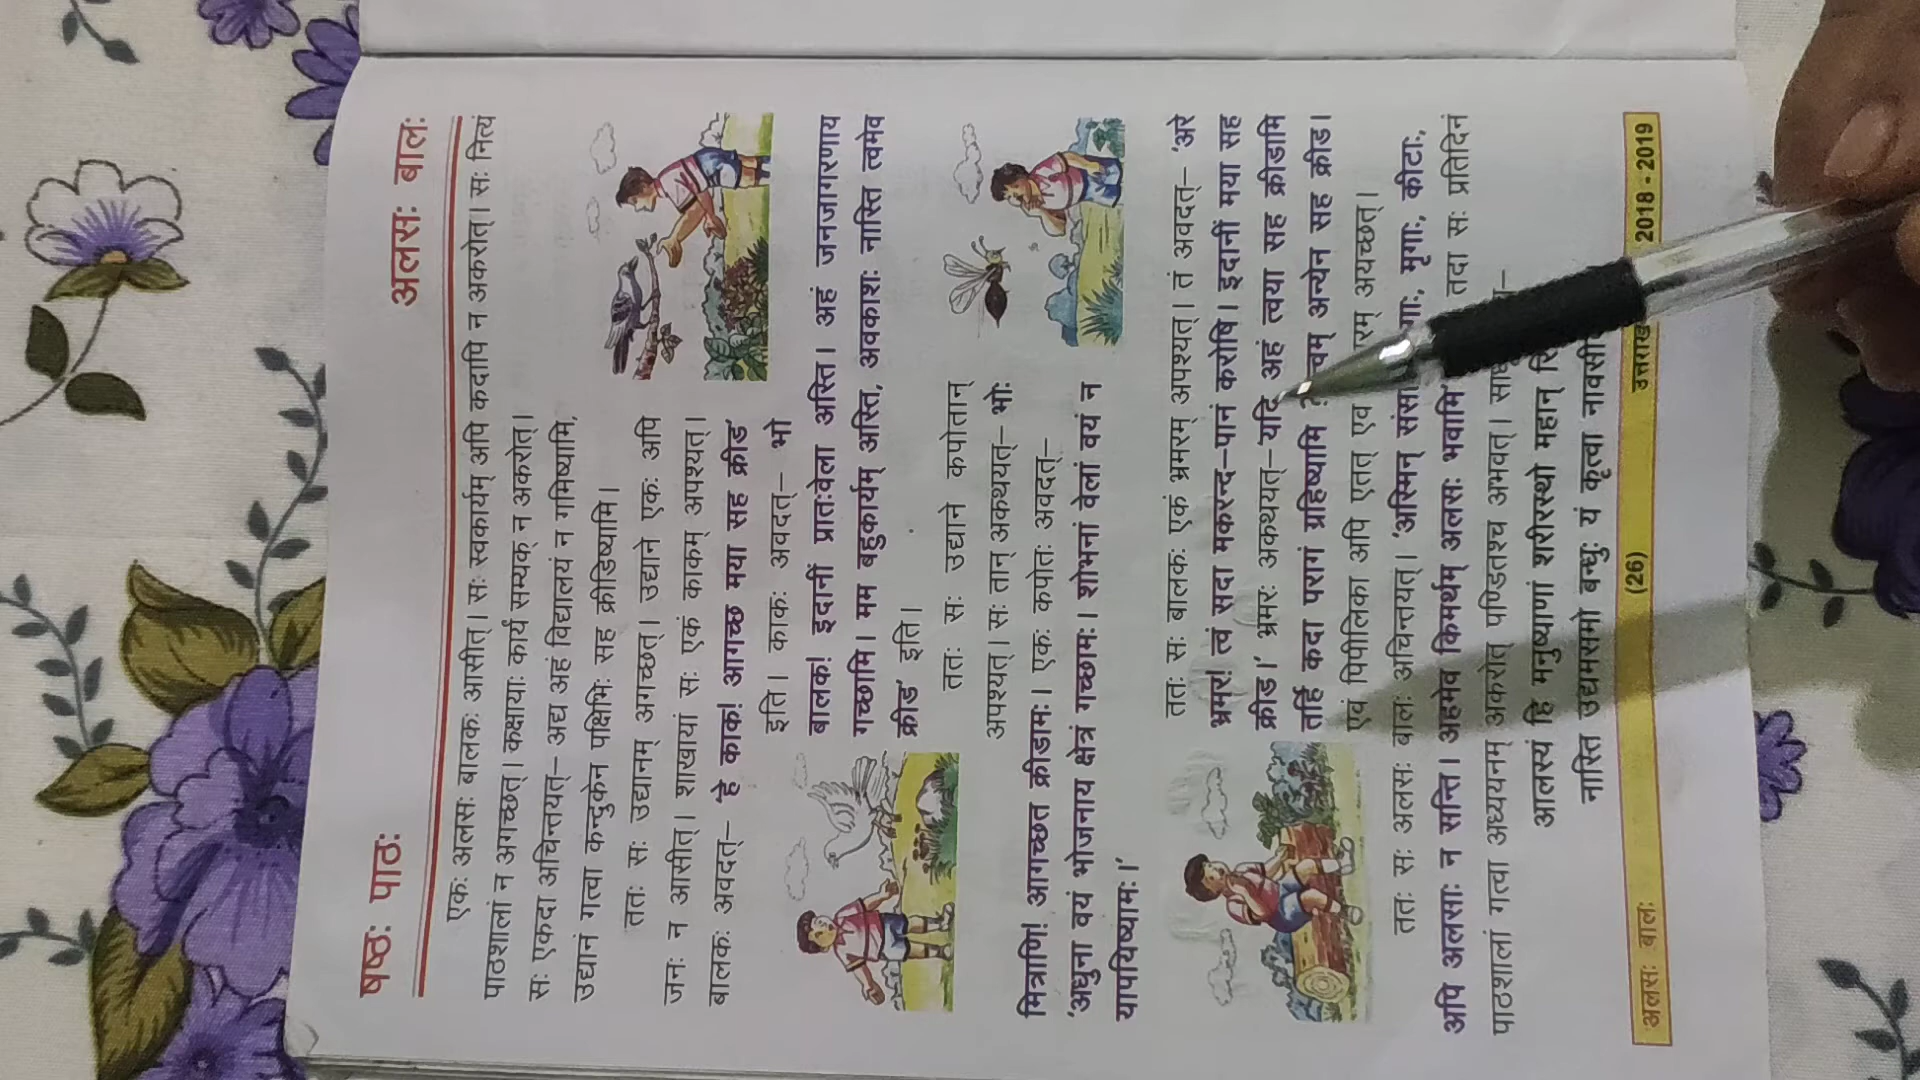 षष्ठः पाठः
अलसः बालः
एकः अलसः बालकः आसीत्। सः स्वकार्यम् अपि कदापि न अकरोत्। सः नित्यं
पाठशालां न अगच्छत्। कक्षायाः कार्यं सम्यक् न अकरोत्।
सः एकदा अचिन्तयत्– अद्य अहं विद्यालयं न गमिष्यामि,
उद्यानं गत्वा कन्दुकेन पक्षिभिः सह क्रीडिष्यामि।
ततः सः उद्यानम् अगच्छत्। उद्याने एकः अपि
जनः न आसीत्। शाखायां सः एकं काकम् अपश्यत्।
बालकः अवदत्– 'हे काक! आगच्छ मया सह क्रीड'
इति। काकः अवदत्– भो
बालक! इदानीं प्रातःवेला अस्ति। अहं जनजागरणाय
गच्छामि। मम बहुकार्यम् अस्ति, अवकाशः नास्ति त्वमेव
क्रीड' इति।
ततः सः उद्याने कपोतान्
अपश्यत्। सः तान् अकथयत्– भोः
मित्राणि! आगच्छत क्रीडामः। एकः कपोतः अवदत्–
'अधुना वयं भोजनाय क्षेत्रं गच्छामः। शोभनां वेलां वयं न
यापयिष्यामः।'
ततः सः बालकः एकं भ्रमरम् अपश्यत्। तं अवदत्– 'अरे
भ्रमर! त्वं सदा मकरन्द-पानं करोषि। इदानीं मया सह
क्रीड।' भ्रमरः अकथयत्–'यदि अहं त्वया सह क्रीडामि
तर्हि कदा परागं ग्रहिष्यामि ? त्वम् अन्येन सह क्रीड।
एवं पिपीलिका अपि एतत् एव अयच्छत्।
ततः सः अलसः बालः अचिन्तयत्। 'अस्मिन् मृगाः, कीटाः,
अपि अलसाः न सन्ति। अहमेव किमर्थम् अलसः भवामि' तदा सः प्रतिदिनं
पाठशालां गत्वा अध्ययनम् अकरोत् पण्डितश्च अभवत्।
आलस्यं हि मनुष्याणां शरीरस्थो महान्
नास्ति उद्यमसमो बन्धुः यं कृत्वा
अलसः बालः (26) 2018 - 2019